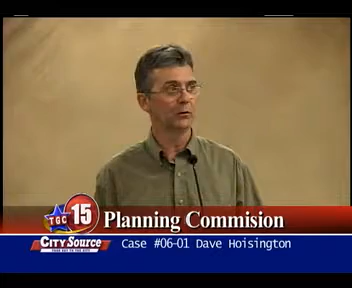 TGC 15
Planning Commision
CITY SOURCE
Case #06-01 Dave Hoisington